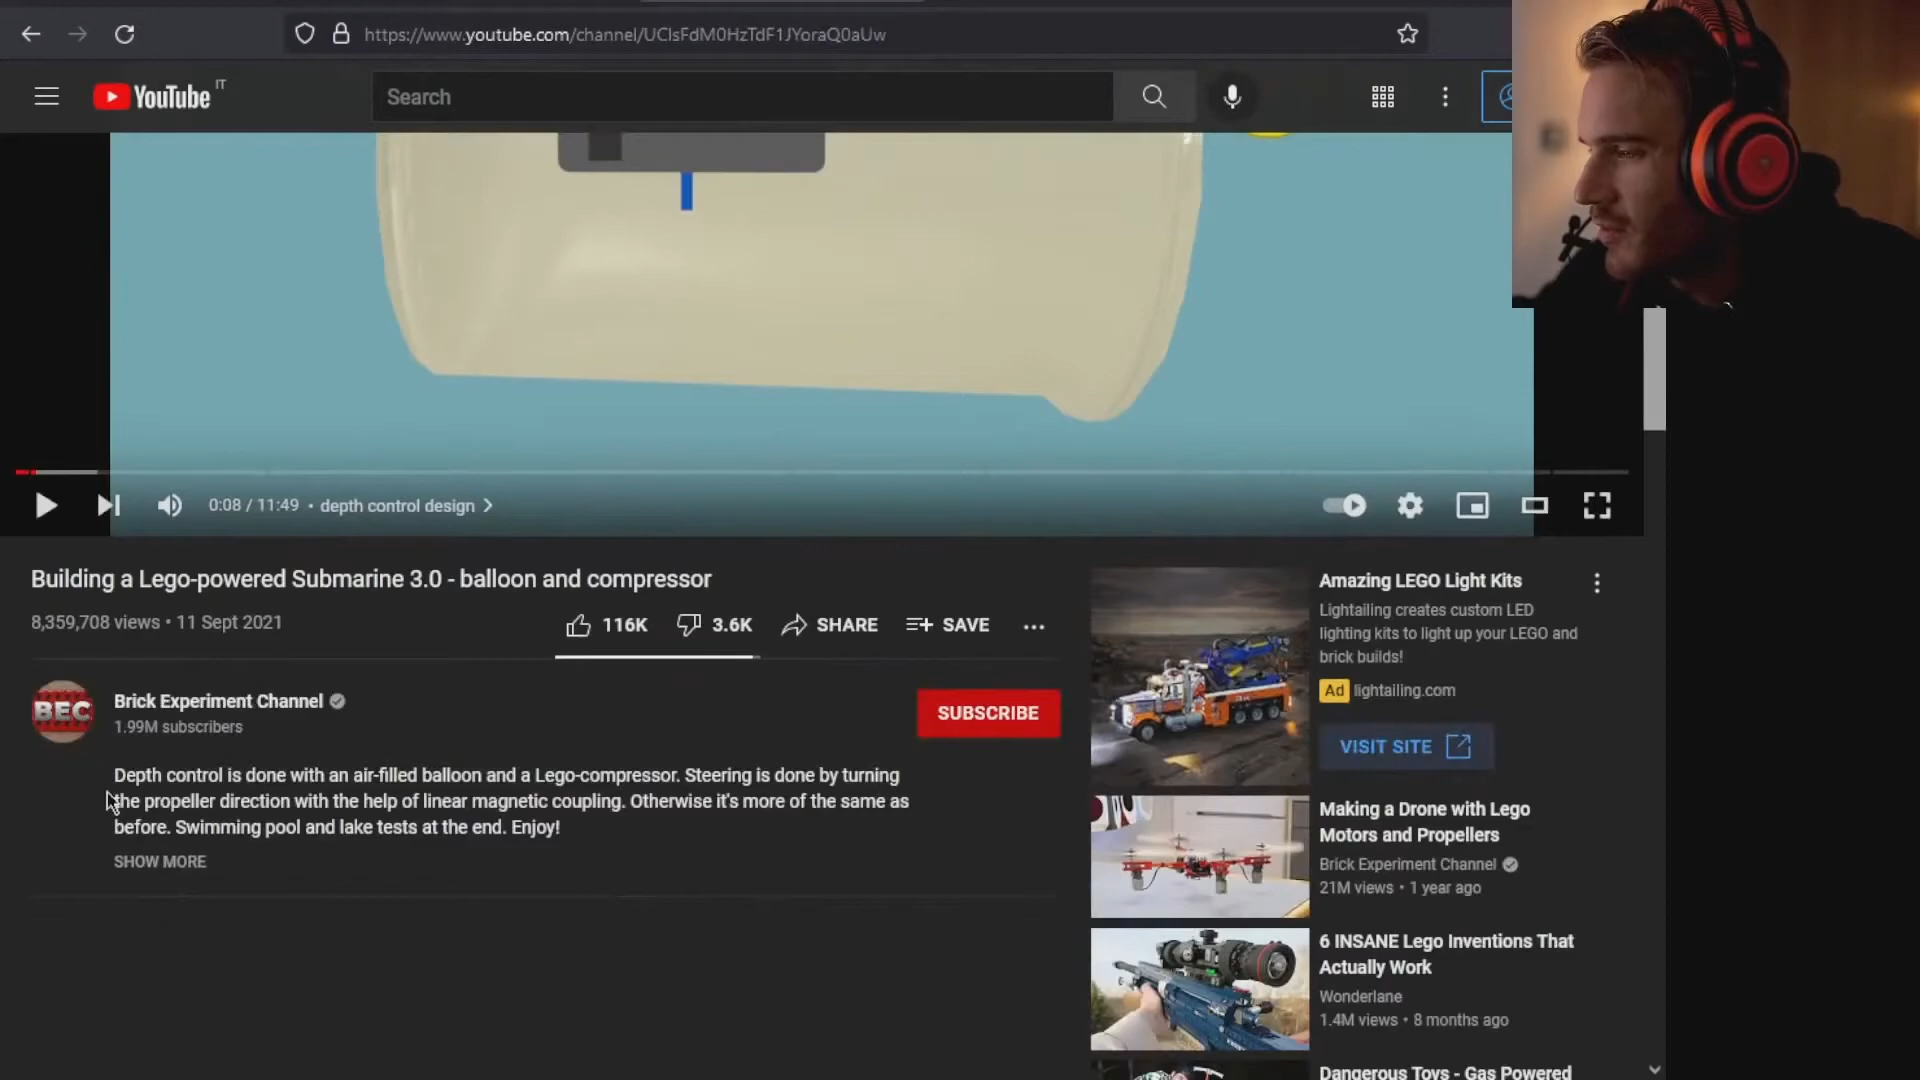 https://www.youtube.com/channel/UClsFdM0HzTdF1JYoraQ0aUw
YouTube IT
Search
0:08 / 11:49 • depth control design
Building a Lego-powered Submarine 3.0 - balloon and compressor
8,359,708 views • 11 Sept 2021
116K
3.6K
SHARE
SAVE
BEC
Brick Experiment Channel
1.99M subscribers
SUBSCRIBE
Depth control is done with an air-filled balloon and a Lego-compressor. Steering is done by turning
the propeller direction with the help of linear magnetic coupling. Otherwise it's more of the same as
before. Swimming pool and lake tests at the end. Enjoy!
SHOW MORE
Amazing LEGO Light Kits
Lightailing creates custom LED
lighting kits to light up your LEGO and
brick builds!
Ad lightailing.com
VISIT SITE
Making a Drone with Lego
Motors and Propellers
Brick Experiment Channel
21M views • 1 year ago
6 INSANE Lego Inventions That
Actually Work
Wonderlane
1.4M views • 8 months ago
Dangerous Toys - Gas Powered